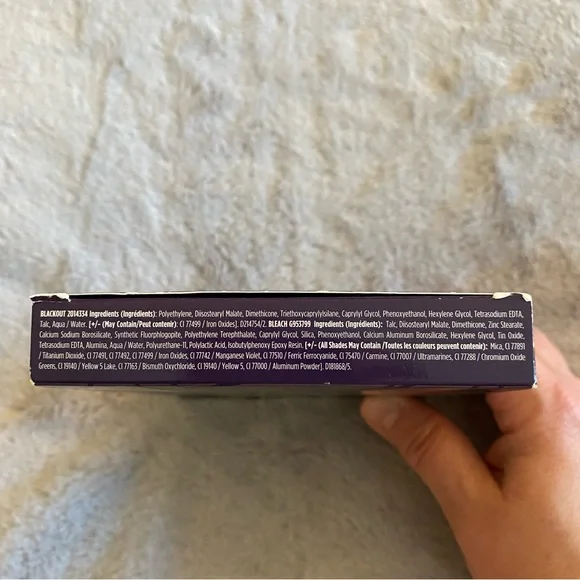 BLACKOUT 2D14334 Ingredients (Ingrédients): Polyethylene, Diisostearyl Malate, Dimethicone, Triethoxycaprylylsilane, Caprylyl Glycol, Phenoxyethanol, Hexylene Glycol, Tetrasodium EDTA,
Talc, Aqua / Water. [+/- (May Contain/Peut contenir): CI 77499 / Iron Oxides]. D214754/2. BLEACH G953799 Ingredients (Ingrédients): Talc, Diisostearyl Malate, Dimethicone, Zinc Stearate,
Calcium Sodium Borosilicate, Synthetic Fluorphlogopite, Polyethylene Terephthalate, Caprylyl Glycol, Silica, Phenoxyethanol, Calcium Aluminum Borosilicate, Hexylene Glycol, Tin Oxide,
Tetrasodium EDTA, Alumina, Aqua / Water, Polyurethane-11, Polylactic Acid, Isobutylphenoxy Epoxy Resin. [+/- (All Shades May Contain /Toutes les couleurs peuvent contenir): Mica, CI 77891
/ Titanium Dioxide, CI 77491, CI 77492, CI 77499 / Iron Oxides, CI 77742 / Manganese Violet, CI 77510 / Ferric Ferrocyanide, CI 75470 / Carmine, CI 77007 / Ultramarines, CI 77288 / Chromium Oxide
Greens, CI 19140 / Yellow 5 Lake, CI 77163 / Bismuth Oxychloride, CI 19140 / Yellow 5, CI 77000 / Aluminum Powder]. D181868/5.